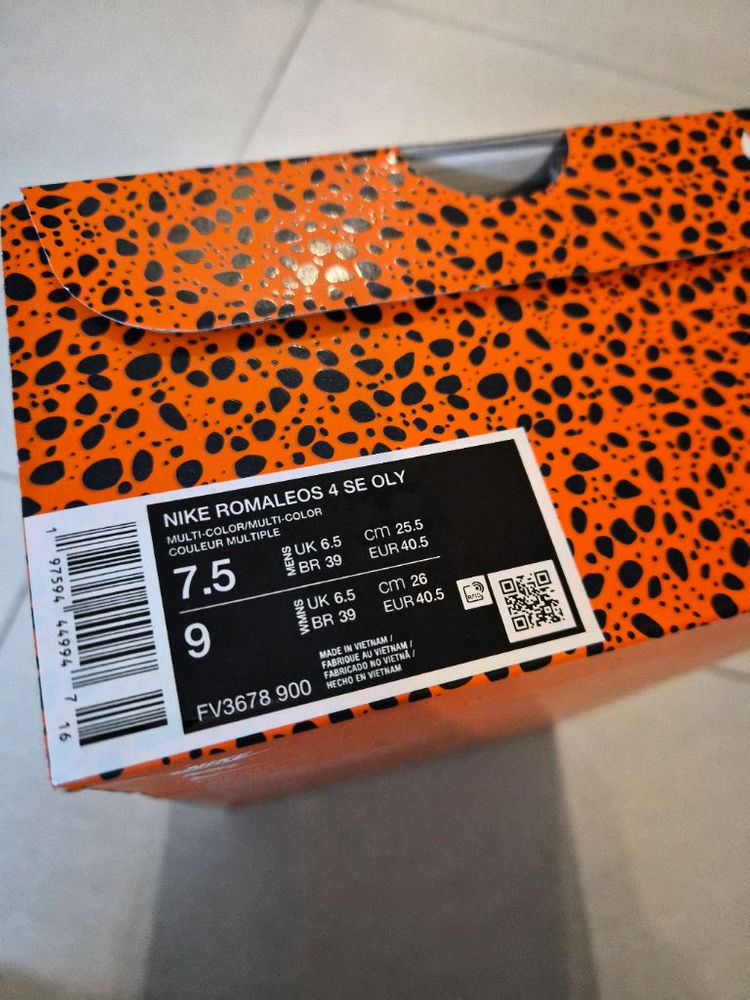 NIKE ROMALEOS 4 SE OLY
MULTI-COLOR/MULTI-COLOR
COULEUR MULTIPLE
7.5
MENS
UK 6.5
BR 39
cm 25.5
EUR 40.5
9
WMNS
UK 6.5
BR 39
cm 26
EUR 40.5
RFID
MADE IN VIETNAM /
FABRIQUE AU VIETNAM /
FABRICADO NO VIETNÃ /
HECHO EN VIETNAM
FV3678 900
1 97594 44994 7 16